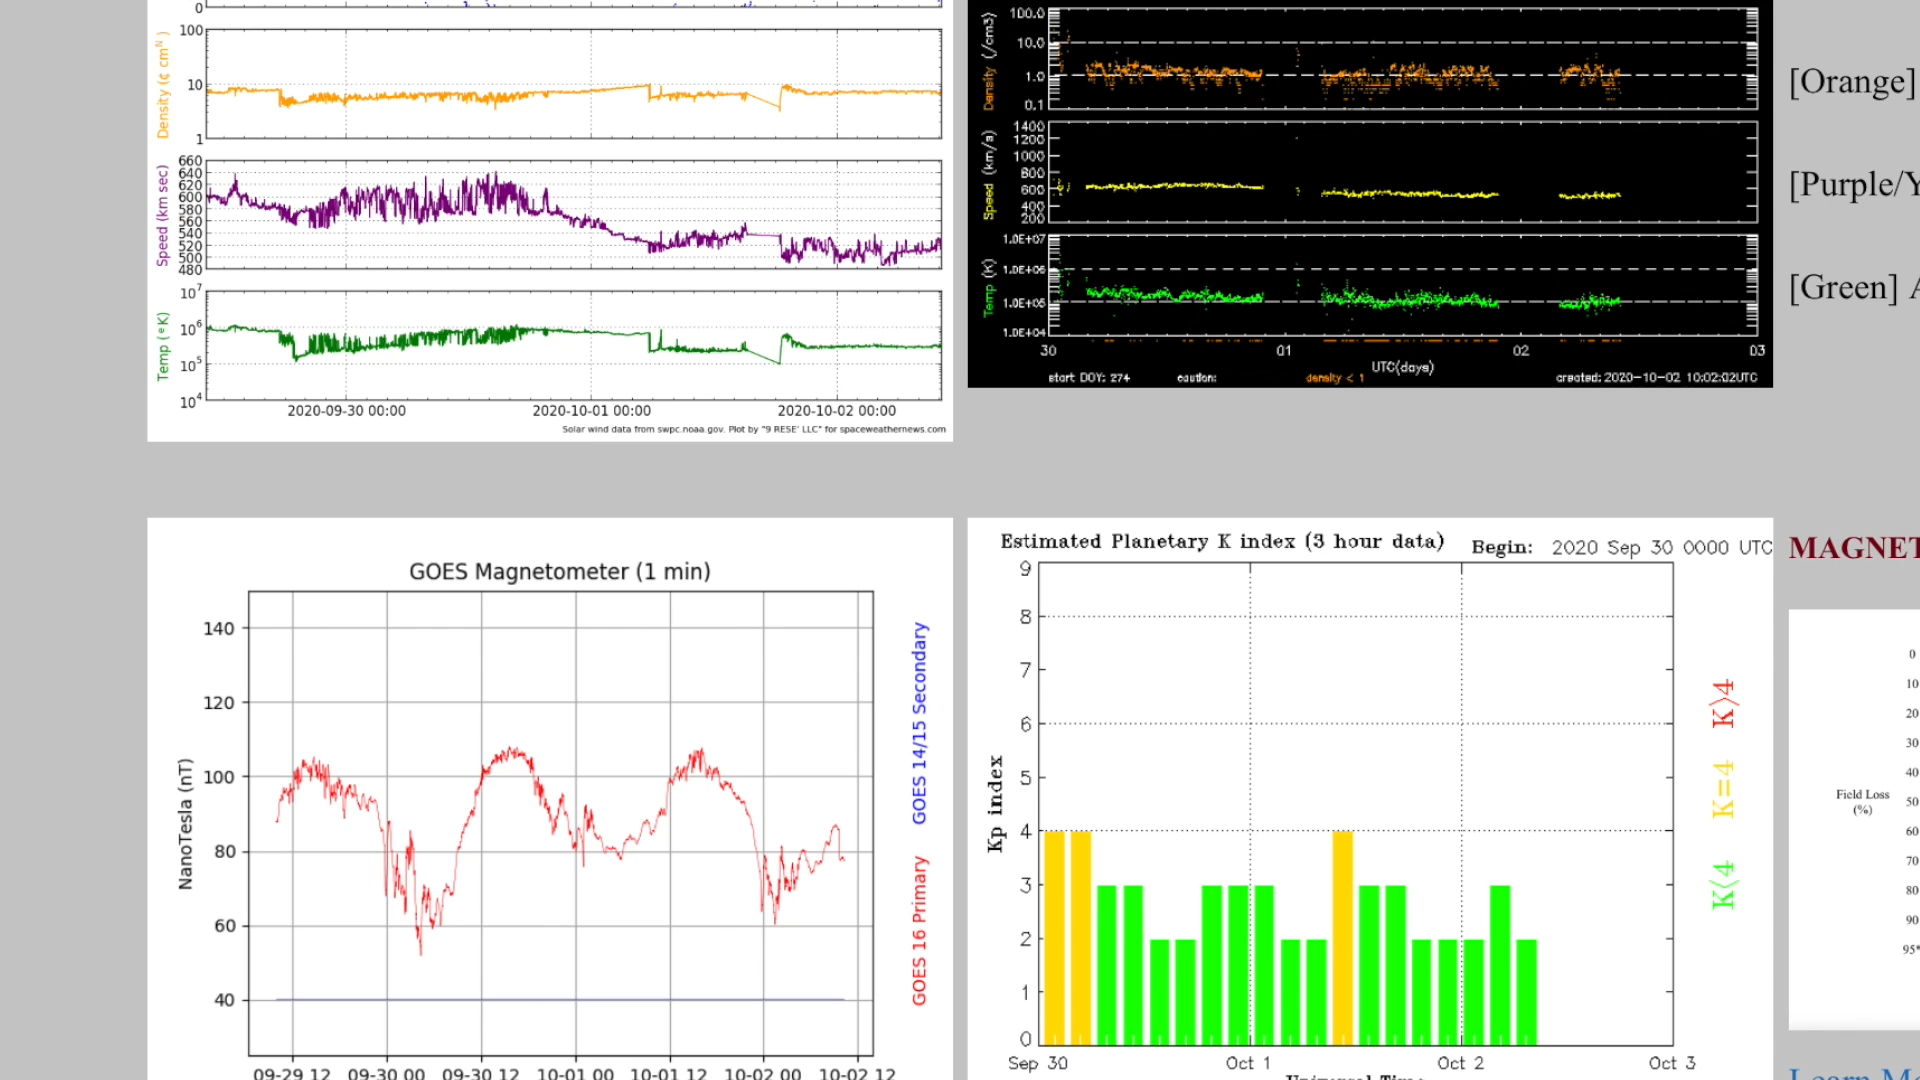 0
100
10
1
Density (¢ cmᴺ )
660
640
620
600
580
560
540
520
500
480
Speed (km sec)
10⁷
10⁶
10⁵
10⁴
Temp (°K)
2020-09-30 00:00
2020-10-01 00:00
2020-10-02 00:00
Solar wind data from swpc.noaa.gov. Plot by "9 RESE' LLC" for spaceweathernews.com
100.0
10.0
1.0
0.1
Density (/cm3)
1400
1200
1000
800
600
400
200
Speed (km/s)
1.0E+07
1.0E+06
1.0E+05
1.0E+04
Temp (K)
30
01
02
03
UTC(days)
start DOY: 274
caution:
density < 1
created: 2020-10-02 10:02:02UTC
[Orange]
[Purple/Y
[Green] A
GOES Magnetometer (1 min)
140
120
100
80
60
40
NanoTesla (nT)
GOES 14/15 Secondary
GOES 16 Primary
09-29 12
09-30 00
09-30 12
10-01 00
10-01 12
10-02 00
10-02 12
Estimated Planetary K index (3 hour data)
Begin:
2020 Sep 30 0000 UTC
9
8
7
6
5
4
3
2
1
0
Kp index
K>4
K=4
K<4
Sep 30
Oct 1
Oct 2
Oct 3
Universal Time
MAGNET
0
10
20
30
40
50
60
70
80
90
95*
Field Loss
(%)
Learn Mo